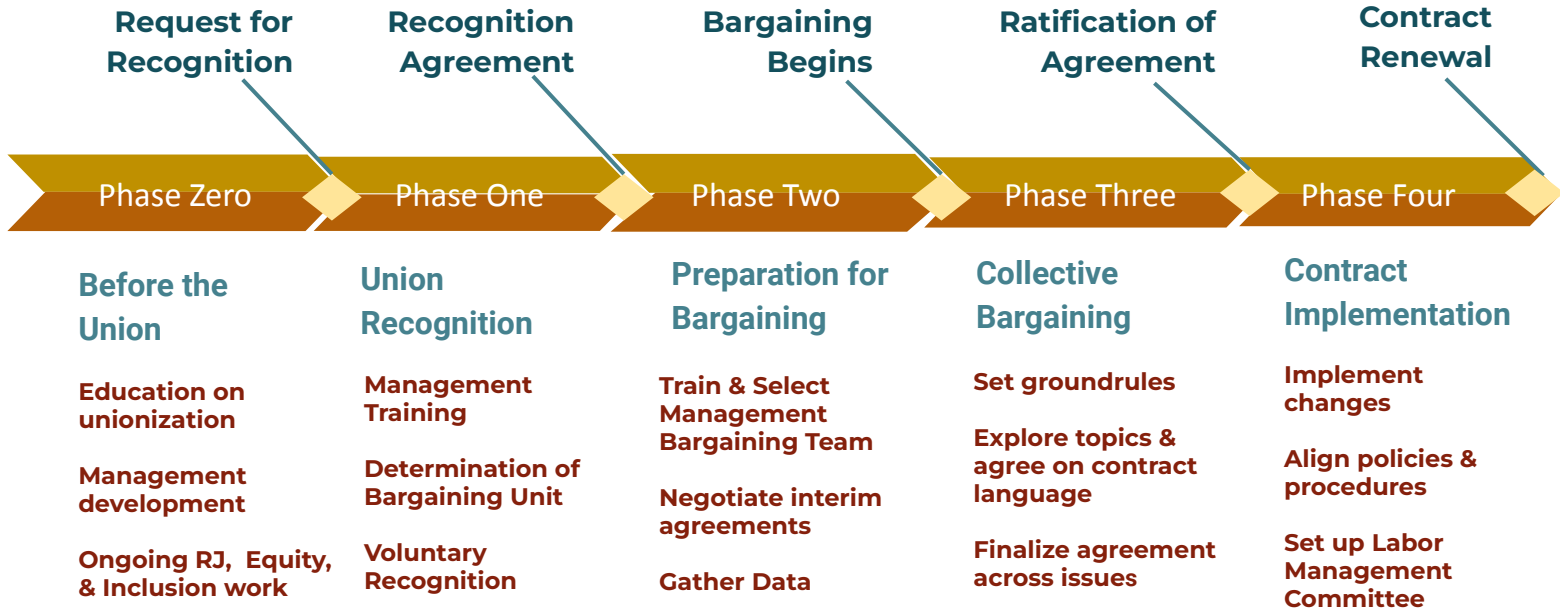 Request for
Recognition
Recognition
Agreement
Bargaining
Begins
Ratification of
Agreement
Contract
Renewal
Phase Zero
Phase One
Phase Two
Phase Three
Phase Four
Before the
Union
Education on
unionization
Management
development
Ongoing RJ, Equity,
& Inclusion work
Union
Recognition
Management
Training
Determination of
Bargaining Unit
Voluntary
Recognition
Preparation for
Bargaining
Train & Select
Management
Bargaining Team
Negotiate interim
agreements
Gather Data
Collective
Bargaining
Set groundrules
Explore topics &
agree on contract
language
Finalize agreement
across issues
Contract
Implementation
Implement
changes
Align policies &
procedures
Set up Labor
Management
Committee